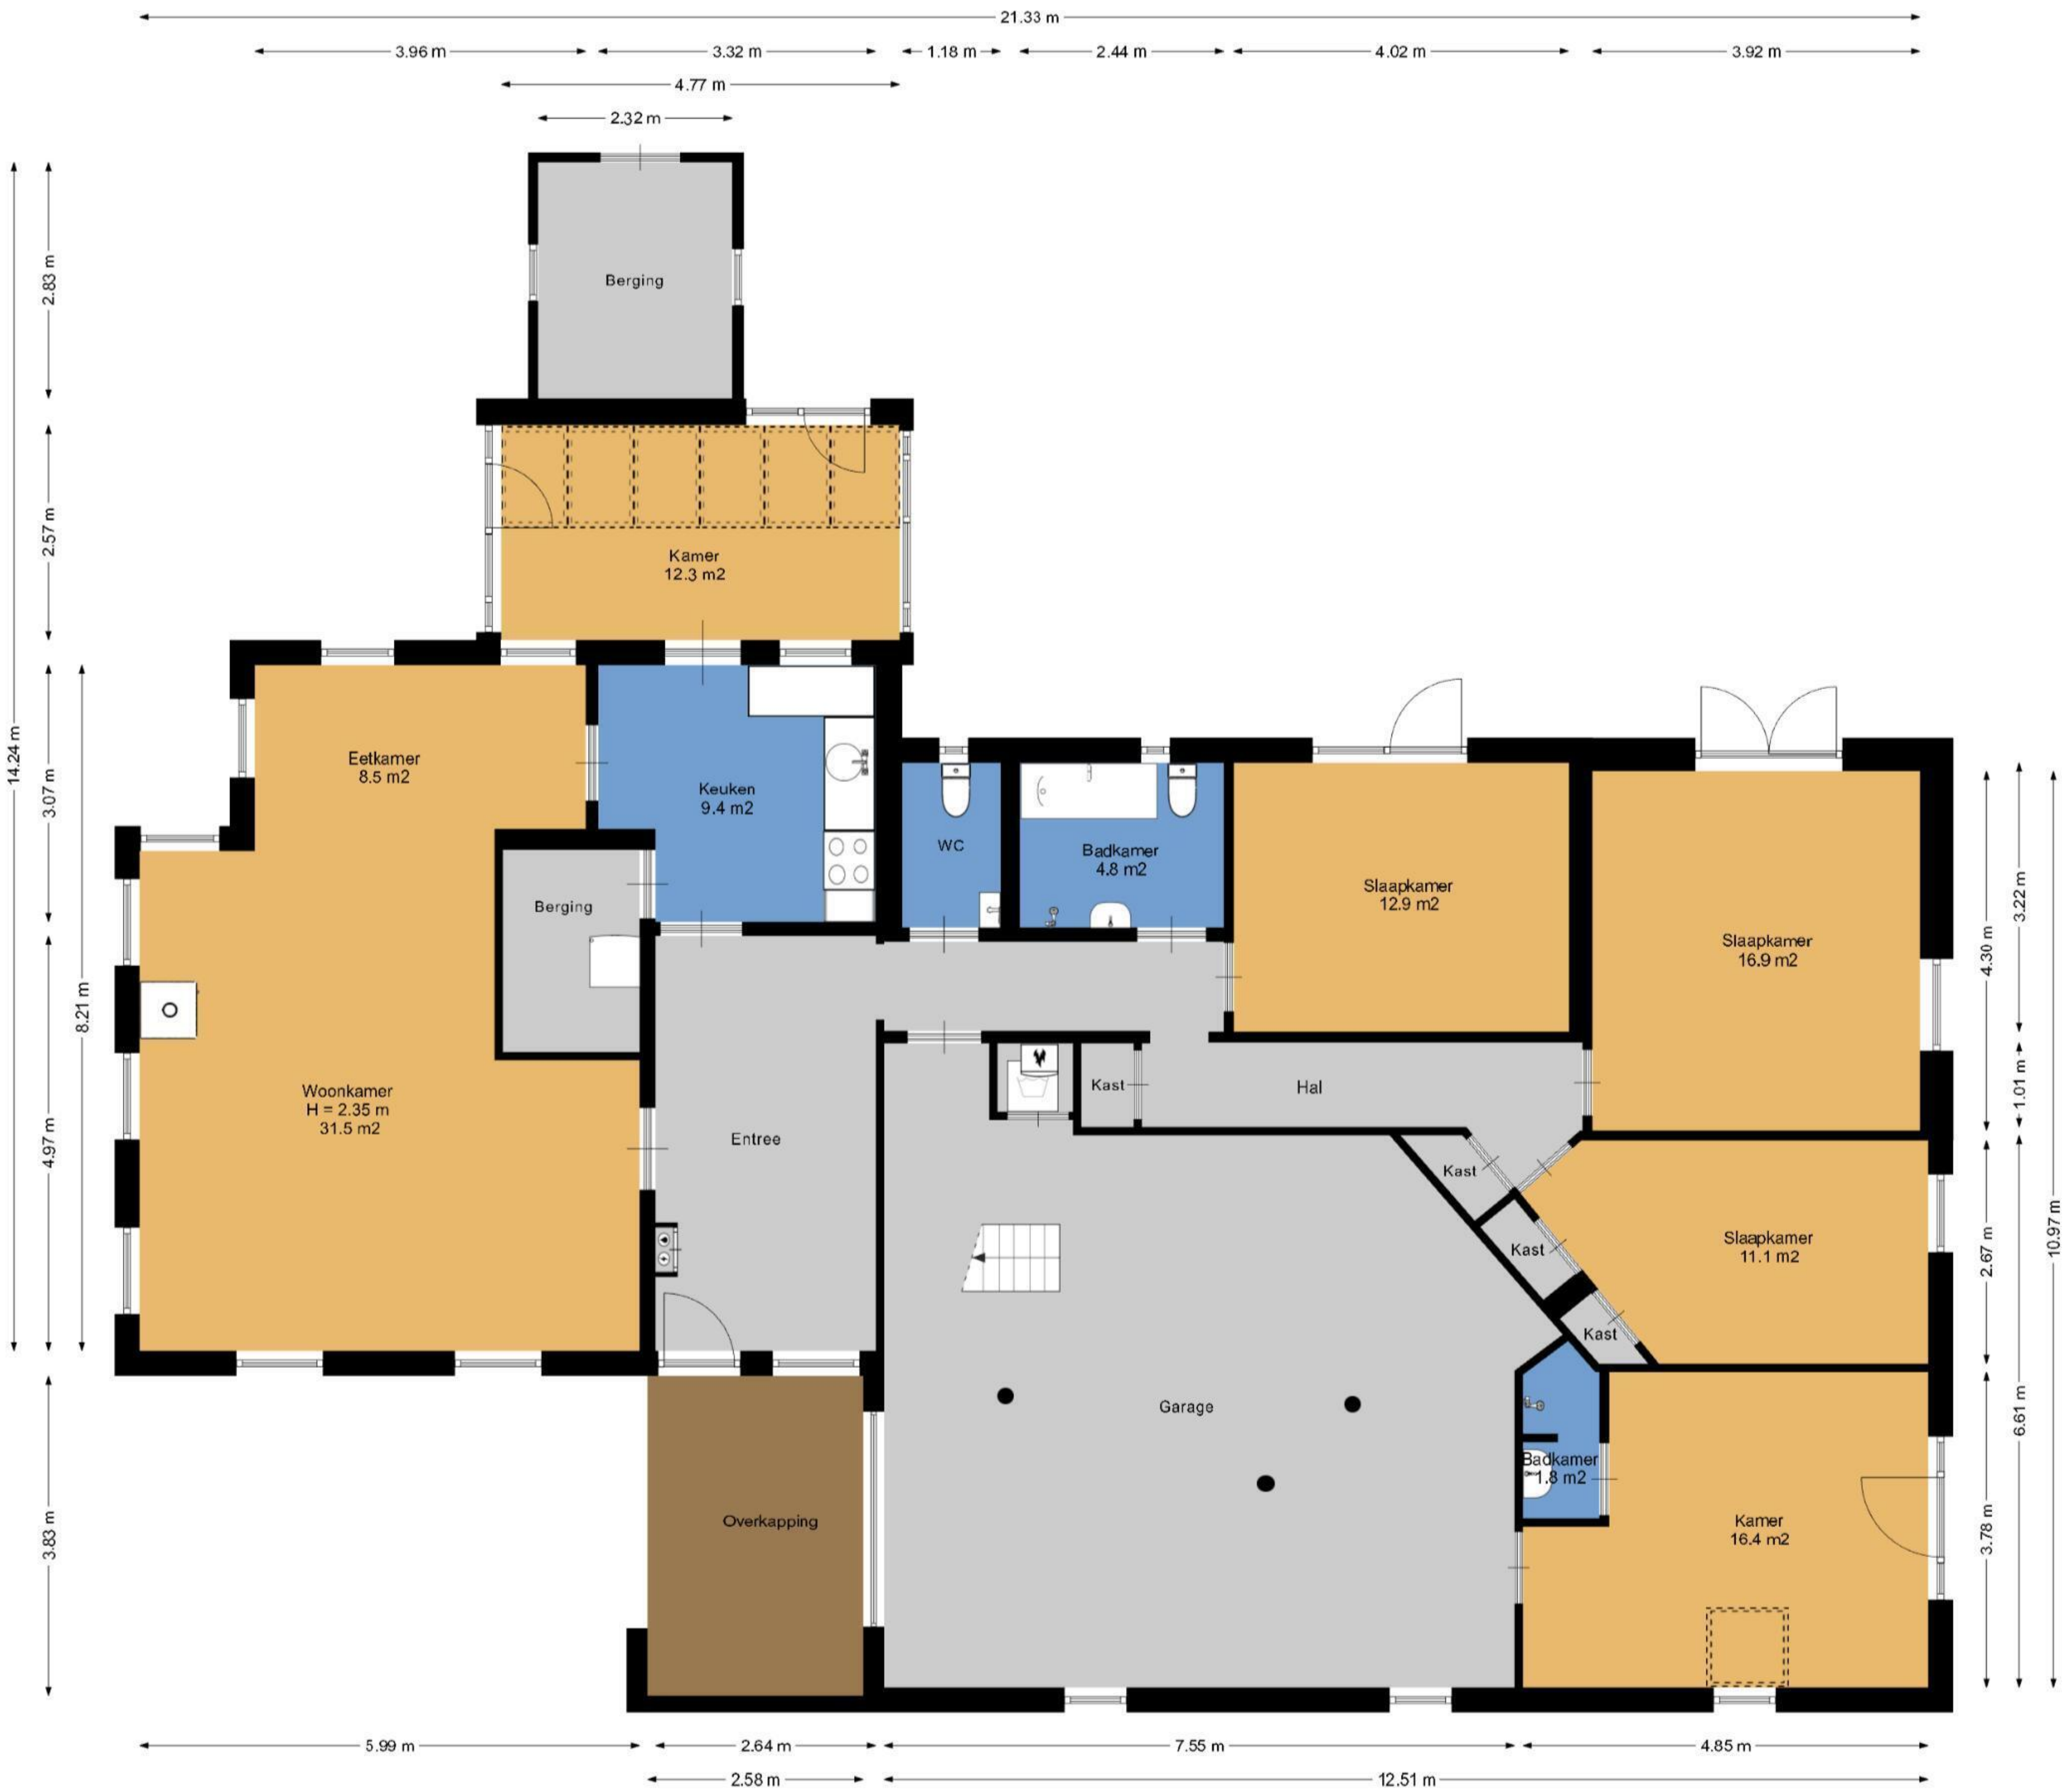 21.33 m
3.96 m
3.32 m
1.18 m
2.44 m
4.02 m
3.92 m
4.77 m
2.32 m
2.83 m
Berging
2.57 m
Kamer
12.3 m2
14.24 m
3.07 m
8.21 m
4.97 m
3.83 m
Eetkamer
8.5 m2
Keuken
9.4 m2
WC
Badkamer
4.8 m2
Slaapkamer
12.9 m2
Slaapkamer
16.9 m2
Berging
Woonkamer
H = 2.35 m
31.5 m2
Entree
Kast
Hal
Kast
Kast
Kast
Slaapkamer
11.1 m2
Garage
Badkamer
1.8 m2
Kamer
16.4 m2
Overkapping
3.22 m
4.30 m
1.01 m
2.67 m
10.97 m
6.61 m
3.78 m
5.99 m
2.64 m
7.55 m
4.85 m
2.58 m
12.51 m